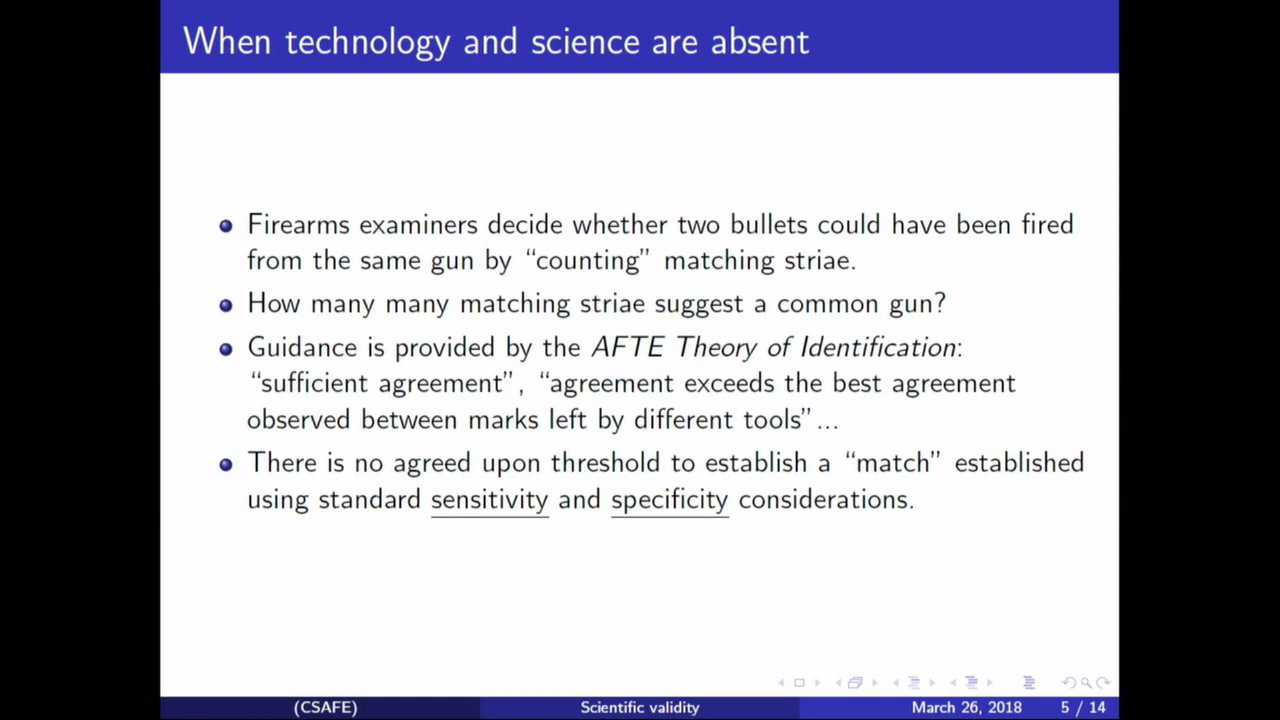 When technology and science are absent
Firearms examiners decide whether two bullets could have been fired
from the same gun by “counting” matching striae.
How many many matching striae suggest a common gun?
Guidance is provided by the AFTE Theory of Identification:
“sufficient agreement”, “agreement exceeds the best agreement
observed between marks left by different tools”...
There is no agreed upon threshold to establish a “match” established
using standard sensitivity and specificity considerations.
(CSAFE) Scientific validity March 26, 2018 5 / 14